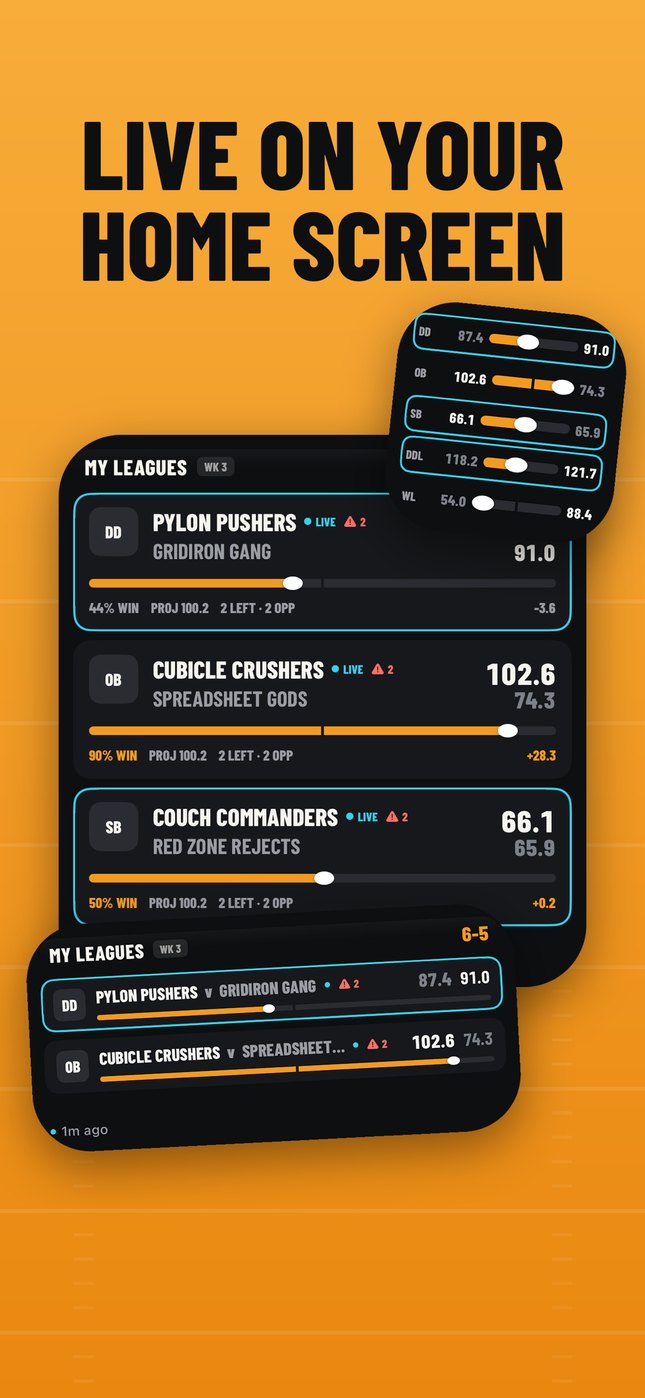 LIVE ON YOUR
HOME SCREEN
DD 87.4 91.0
OB 102.6 74.3
SB 66.1 65.9
DDL 118.2 121.7
WL 54.0 88.4
MY LEAGUES WK 3
DD PYLON PUSHERS LIVE 2
GRIDIRON GANG 91.0
44% WIN PROJ 100.2 2 LEFT · 2 OPP -3.6
OB CUBICLE CRUSHERS LIVE 2 102.6
SPREADSHEET GODS 74.3
90% WIN PROJ 100.2 2 LEFT · 2 OPP +28.3
SB COUCH COMMANDERS LIVE 2 66.1
RED ZONE REJECTS 65.9
50% WIN PROJ 100.2 2 LEFT · 2 OPP +0.2
MY LEAGUES WK 3 6-5
DD PYLON PUSHERS v GRIDIRON GANG 2 87.4 91.0
OB CUBICLE CRUSHERS v SPREADSHEET... 2 102.6 74.3
1m ago